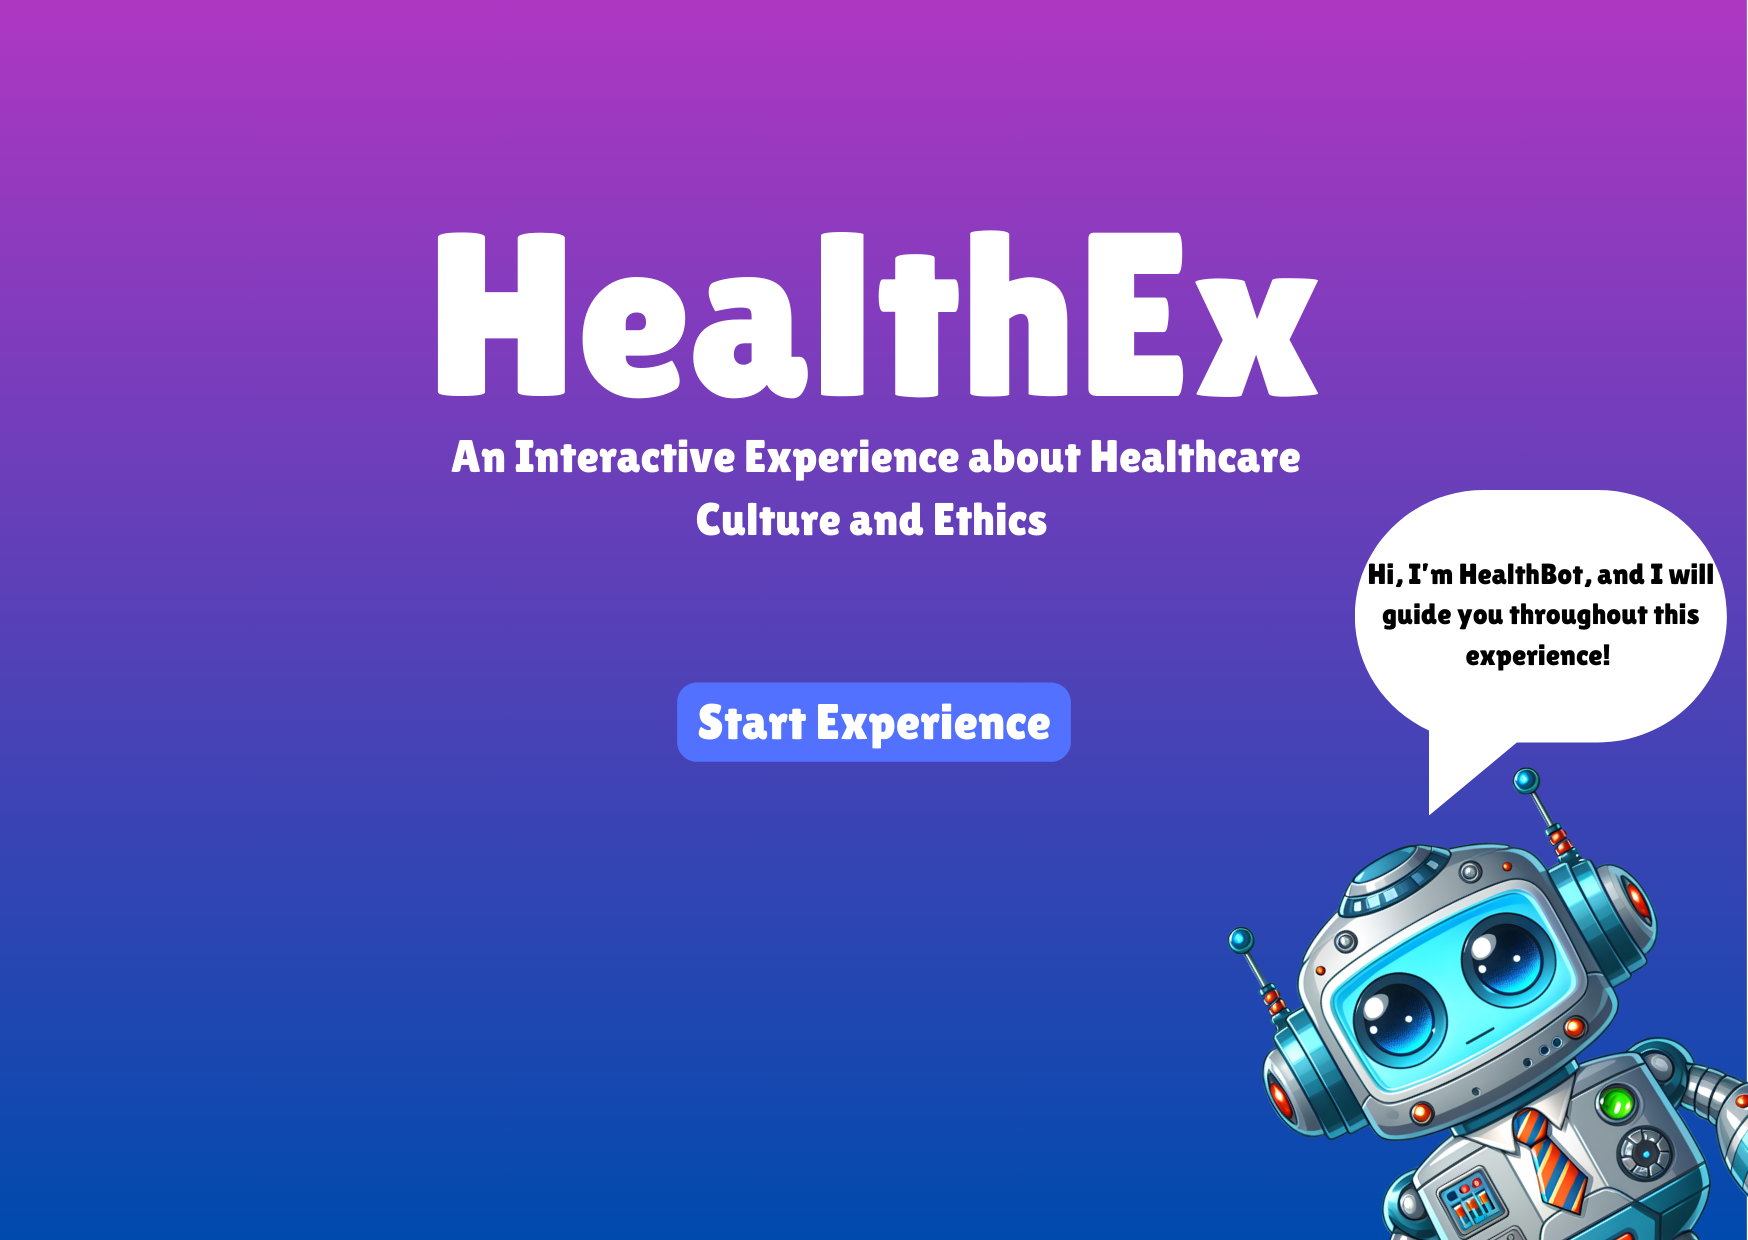 HealthEx
An Interactive Experience about Healthcare
Culture and Ethics
Hi, I'm HealthBot, and I will
guide you throughout this
experience!
Start Experience